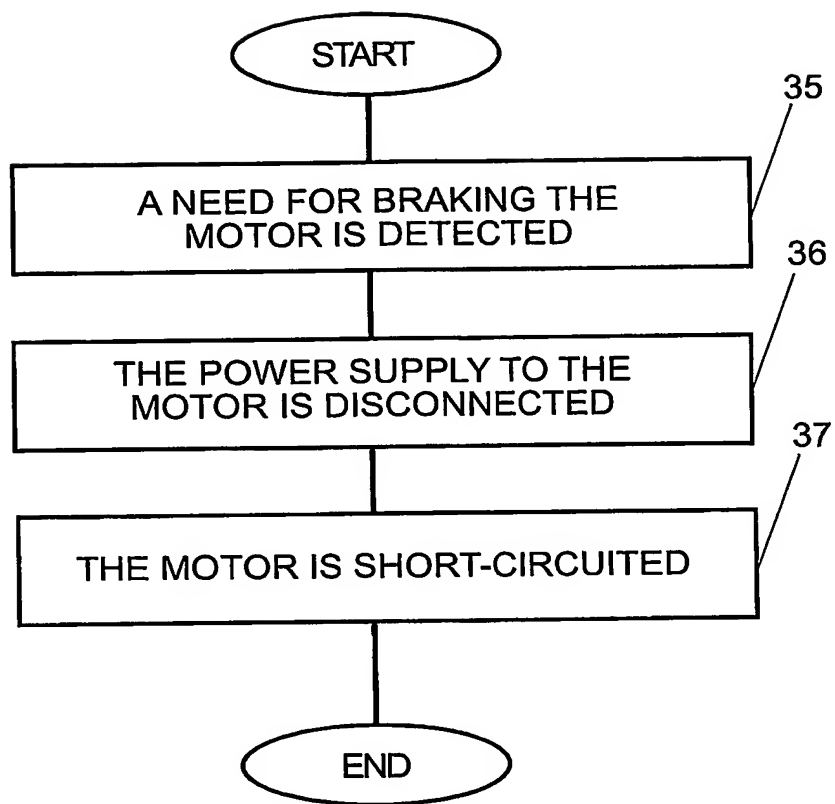 START
35
A NEED FOR BRAKING THE
MOTOR IS DETECTED
36
THE POWER SUPPLY TO THE
MOTOR IS DISCONNECTED
37
THE MOTOR IS SHORT-CIRCUITED
END